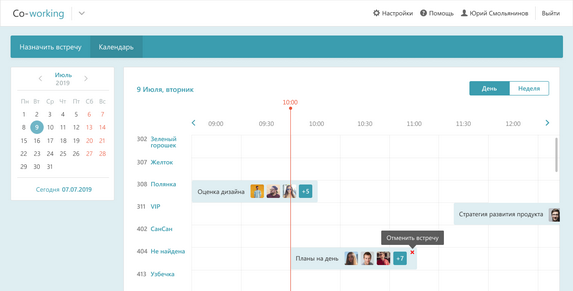 Co-working
Настройки
Помощь
Юрий Смольянинов
Выйти
Назначить встречу
Календарь
Июль
2019
Пн Вт Ср Чт Пт Сб Вс
1 2 3 4 5 6 7
8 9 10 11 12 13 14
15 16 17 18 19 20 21
22 23 24 25 26 27 28
29 30 31
Сегодня 07.07.2019
9 Июля, вторник
День
Неделя
10:00
09:00 09:30 10:00 10:30 11:00 11:30 12:00
302 Зеленый
горошек
307 Желток
308 Полянка
Оценка дизайна
+5
311 VIP
Стратегия развития продукта
402 СанСан
Отменить встречу
404 Не найдена
Планы на день
+7
413 Узбечка